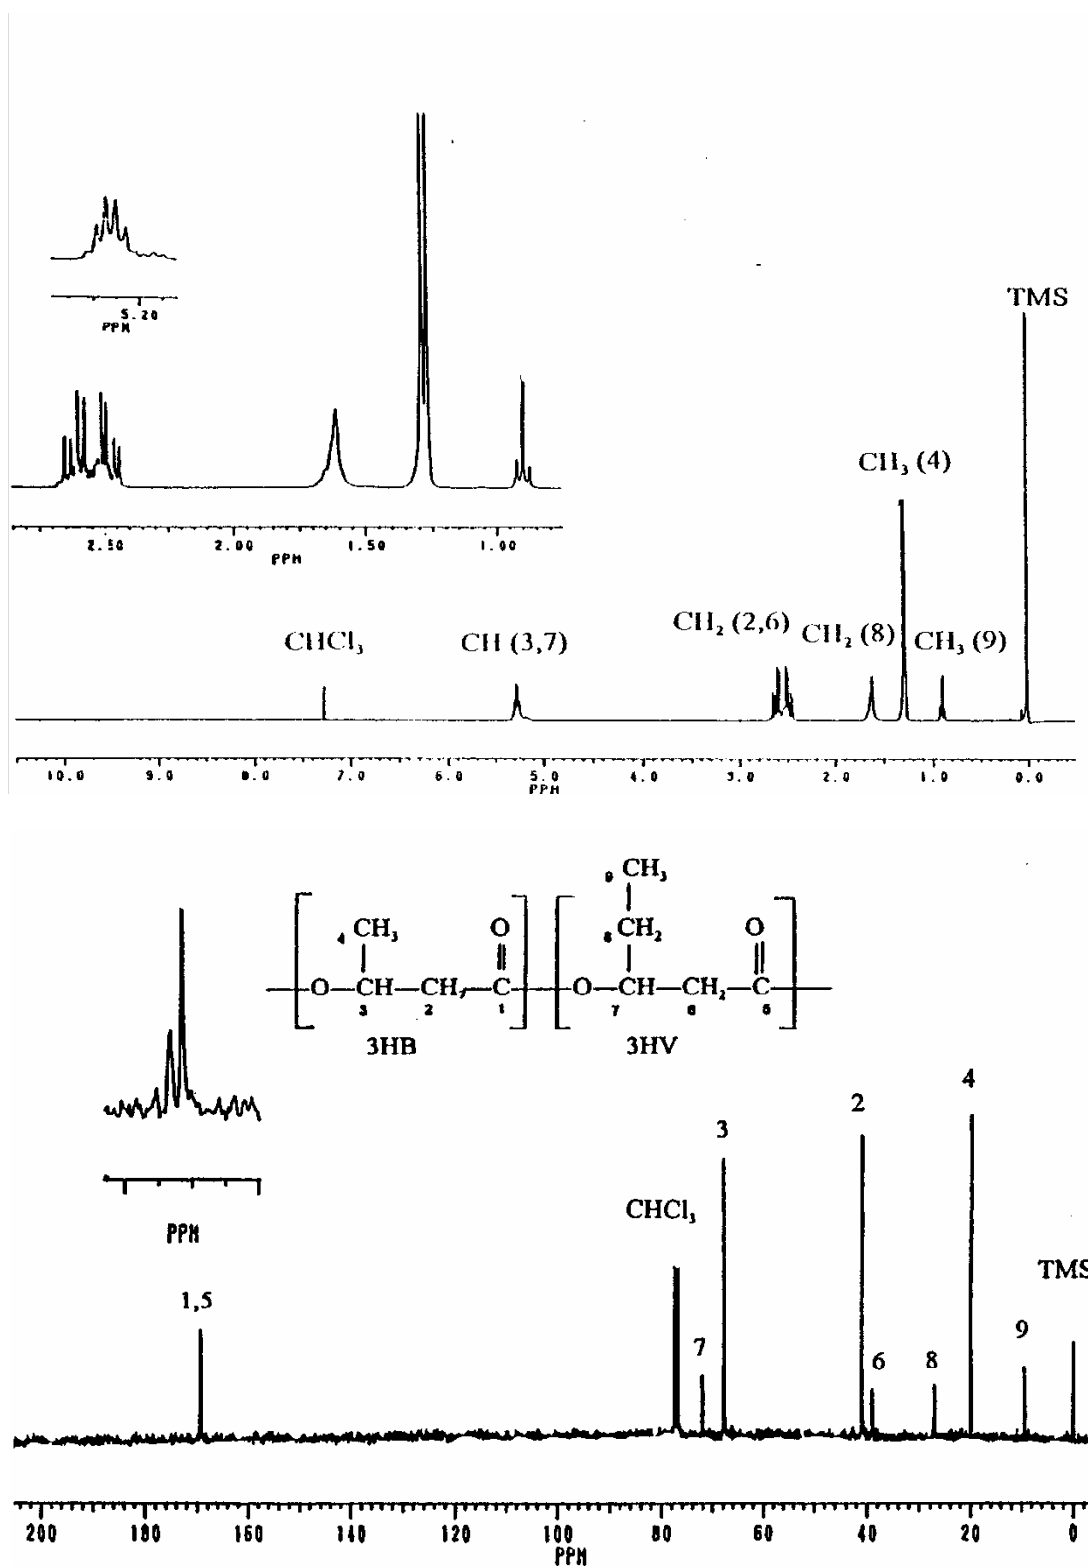 5.20
PPM
TMS
CH₃ (4)
2.50 2.00 1.50 1.00
PPM
CHCl₃ CH (3,7) CH₂ (2,6) CH₂ (8) CH₃ (9)
10.0 9.0 8.0 7.0 6.0 5.0 4.0 3.0 2.0 1.0 0.0
PPM
9 CH₃
4 CH₃ O 8 CH₂ O
O CH CH₂ C O CH CH₂ C
3 2 1 7 6 5
3HB 3HV
4
2
3
CHCl₃
PPM
TMS
1,5
9
7 6 8
200 180 160 140 120 100 80 60 40 20 0
PPM